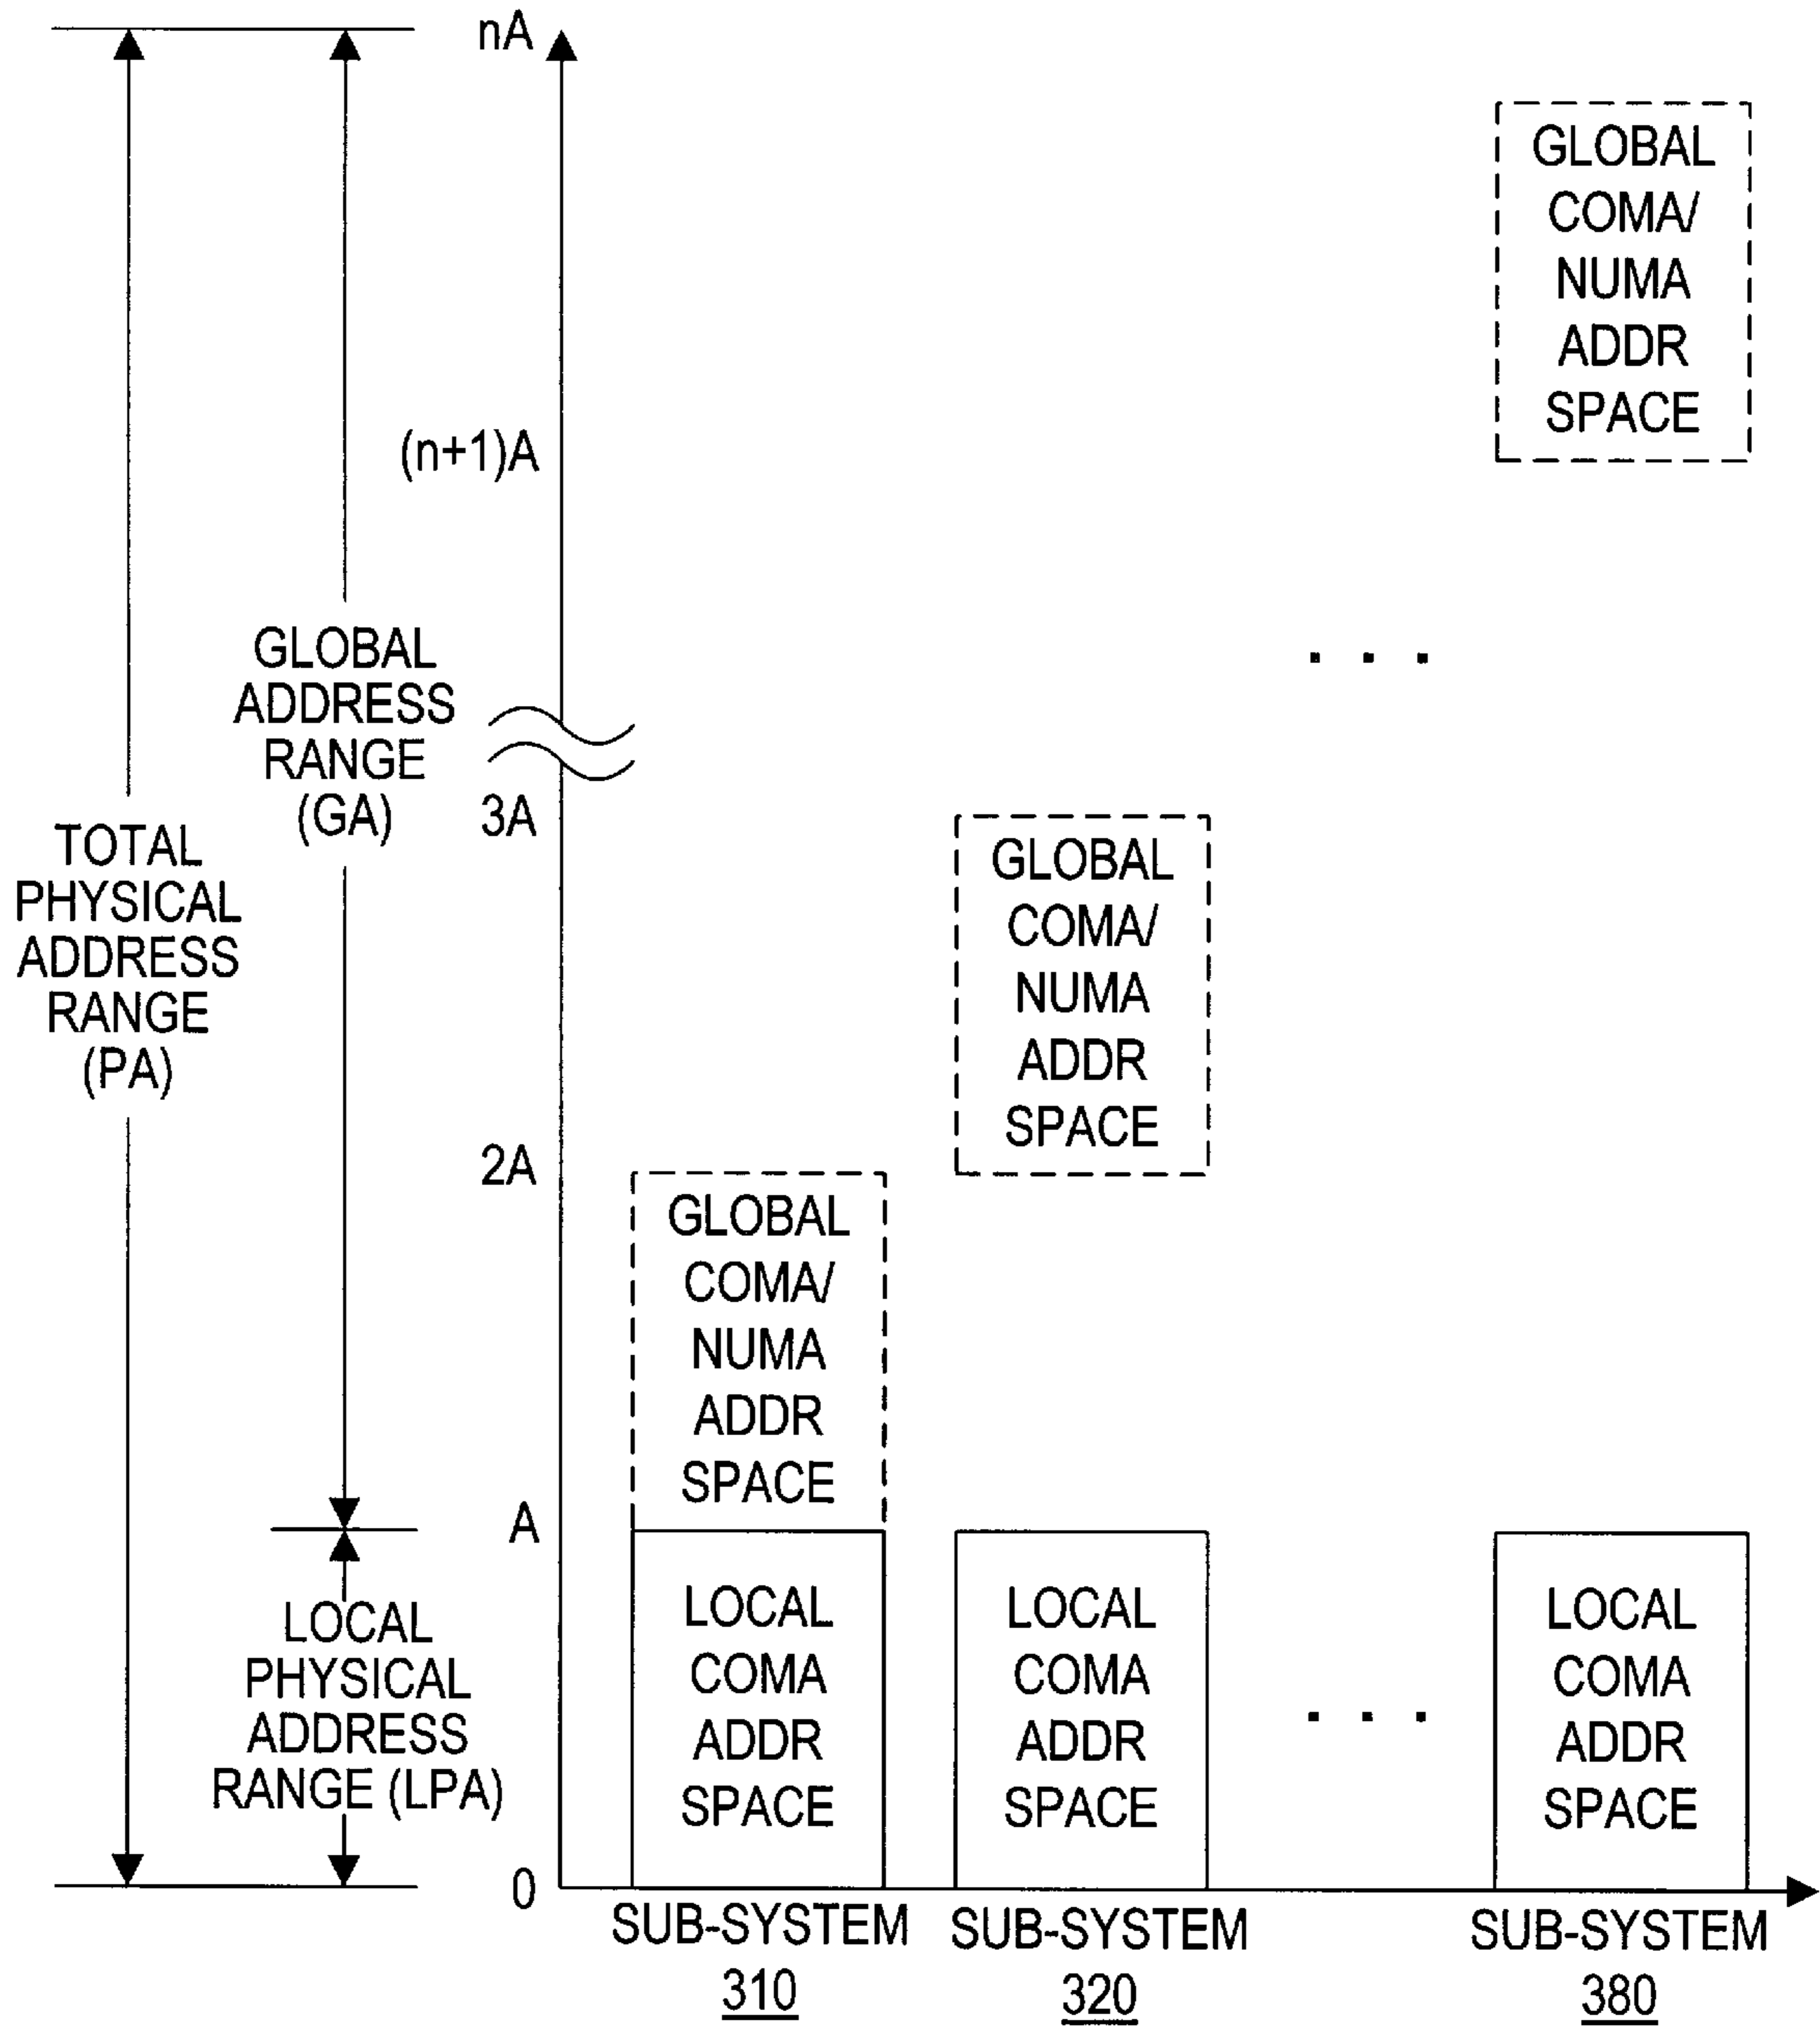 nA
(n+1)A
3A
2A
A
0
TOTAL
PHYSICAL
ADDRESS
RANGE
(PA)
GLOBAL
ADDRESS
RANGE
(GA)
LOCAL
PHYSICAL
ADDRESS
RANGE (LPA)
GLOBAL
COMA/
NUMA
ADDR
SPACE
. . .
GLOBAL
COMA/
NUMA
ADDR
SPACE
GLOBAL
COMA/
NUMA
ADDR
SPACE
LOCAL
COMA
ADDR
SPACE
LOCAL
COMA
ADDR
SPACE
. . .
LOCAL
COMA
ADDR
SPACE
SUB-SYSTEM
310
SUB-SYSTEM
320
SUB-SYSTEM
380